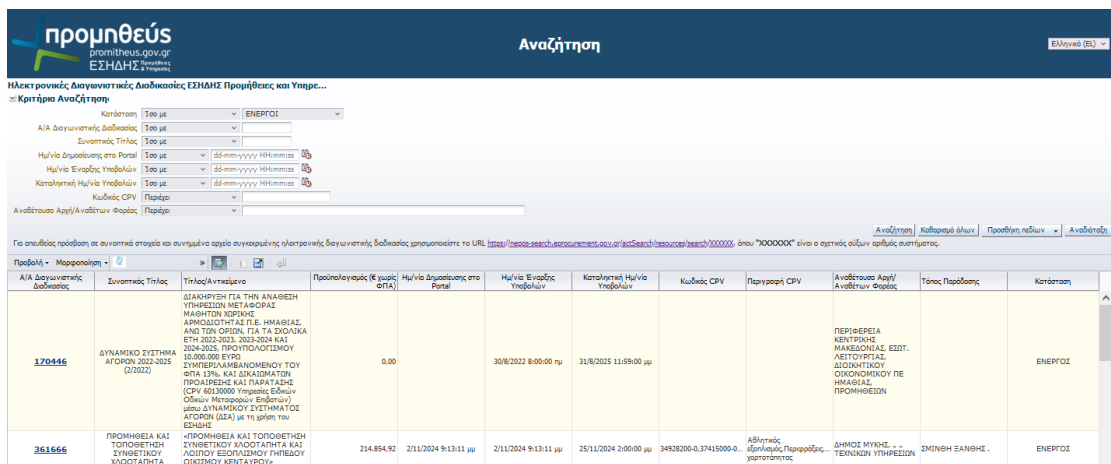 προμηθεύς
promitheus.gov.gr
ΕΣΗΔΗΣ Προμήθειες & Υπηρεσίες
Αναζήτηση
Ελληνικά (EL)
Ηλεκτρονικές Διαγωνιστικές Διαδικασίες ΕΣΗΔΗΣ Προμήθειες και Υπηρε...
Κριτήρια Αναζήτησης
Κατάσταση Ίσο με ΕΝΕΡΓΟΙ
Α/Α Διαγωνιστικής Διαδικασίας Ίσο με
Συνοπτικός Τίτλος Ίσο με
Ημ/νία Δημοσίευσης στο Portal Ίσο με dd-mm-yyyy HH:mm:ss
Ημ/νία Έναρξης Υποβολών Ίσο με dd-mm-yyyy HH:mm:ss
Καταληκτική Ημ/νία Υποβολών Ίσο με dd-mm-yyyy HH:mm:ss
Κωδικός CPV Περιέχει
Αναθέτουσα Αρχή/Αναθέτων Φορέας Περιέχει
Αναζήτηση Καθαρισμό όλων Προσθήκη πεδίων Αναδιάταξη
Για απευθείας πρόσβαση σε συνοπτικά στοιχεία και συνημμένα αρχεία συγκεκριμένης ηλεκτρονικής διαγωνιστικής διαδικασίας χρησιμοποιείστε το URL https://nepps-search.eprocurement.gov.gr/actSearch/resources/search/XXXXXX, όπου "XXXXXX" είναι ο σχετικός αύξων αριθμός συστήματος.
Προβολή Μορφοποίηση »
Α/Α Διαγωνιστικής Διαδικασίας
Συνοπτικός Τίτλος
Τίτλος/Αντικείμενο
Προϋπολογισμός (€ χωρίς ΦΠΑ)
Ημ/νία Δημοσίευσης στο Portal
Ημ/νία Έναρξης Υποβολών
Καταληκτική Ημ/νία Υποβολών
Κωδικός CPV
Περιγραφή CPV
Αναθέτουσα Αρχή/ Αναθέτων Φορέας
Τόπος Παράδοσης
Κατάσταση
170446
ΔΥΝΑΜΙΚΟ ΣΥΣΤΗΜΑ
ΑΓΟΡΩΝ 2022-2025
(2/2022)
ΔΙΑΚΗΡΥΞΗ ΓΙΑ ΤΗΝ ΑΝΑΘΕΣΗ
ΥΠΗΡΕΣΙΩΝ ΜΕΤΑΦΟΡΑΣ
ΜΑΘΗΤΩΝ ΧΩΡΙΚΗΣ
ΑΡΜΟΔΙΟΤΗΤΑΣ Π.Ε. ΗΜΑΘΙΑΣ,
ΑΝΩ ΤΩΝ ΟΡΙΩΝ, ΓΙΑ ΤΑ ΣΧΟΛΙΚΑ
ΕΤΗ 2022-2023, 2023-2024 ΚΑΙ
2024-2025, ΠΡΟΥΠΟΛΟΓΙΣΜΟΥ
10.000.000 ΕΥΡΩ
ΣΥΜΠΕΡΙΛΑΜΒΑΝΟΜΕΝΟΥ ΤΟΥ
ΦΠΑ 13%, ΚΑΙ ΔΙΚΑΙΩΜΑΤΩΝ
ΠΡΟΑΙΡΕΣΗΣ ΚΑΙ ΠΑΡΑΤΑΣΗΣ
(CPV 60130000 Υπηρεσίες Ειδικών
Οδικών Μεταφορών Επιβατών)
μέσω ΔΥΝΑΜΙΚΟΥ ΣΥΣΤΗΜΑΤΟΣ
ΑΓΟΡΩΝ (ΔΣΑ) με τη χρήση του
ΕΣΗΔΗΣ
0,00
30/8/2022 8:00:00 πμ
31/8/2025 11:59:00 μμ
ΠΕΡΙΦΕΡΕΙΑ
ΚΕΝΤΡΙΚΗΣ
ΜΑΚΕΔΟΝΙΑΣ, ΕΣΩΤ.
ΛΕΙΤΟΥΡΓΙΑΣ,
ΔΙΟΙΚΗΤΙΚΟΥ
ΟΙΚΟΝΟΜΙΚΟΥ ΠΕ
ΗΜΑΘΙΑΣ,
ΠΡΟΜΗΘΕΙΩΝ
ΕΝΕΡΓΟΣ
361666
ΠΡΟΜΗΘΕΙΑ ΚΑΙ
ΤΟΠΟΘΕΤΗΣΗ
ΣΥΝΘΕΤΙΚΟΥ
ΧΛΟΟΤΑΠΗΤΑ
«ΠΡΟΜΗΘΕΙΑ ΚΑΙ ΤΟΠΟΘΕΤΗΣΗ
ΣΥΝΘΕΤΙΚΟΥ ΧΛΟΟΤΑΠΗΤΑ ΚΑΙ
ΛΟΙΠΟΥ ΕΞΟΠΛΙΣΜΟΥ ΓΗΠΕΔΟΥ
ΟΙΚΙΣΜΟΥ ΚΕΝΤΑΥΡΟΥ»
214.854,92
2/11/2024 9:13:11 μμ
2/11/2024 9:13:11 μμ
25/11/2024 2:00:00 μμ
34928200-0,37415000-0...
Αθλητικός
εξοπλισμός,Περιφράξεις,...
χορτοτάπητας
ΔΗΜΟΣ ΜΥΚΗΣ, „ „
ΤΕΧΝΙΚΩΝ ΥΠΗΡΕΣΙΩΝ
ΣΜΙΝΘΗ ΞΑΝΘΗΣ .
ΕΝΕΡΓΟΣ